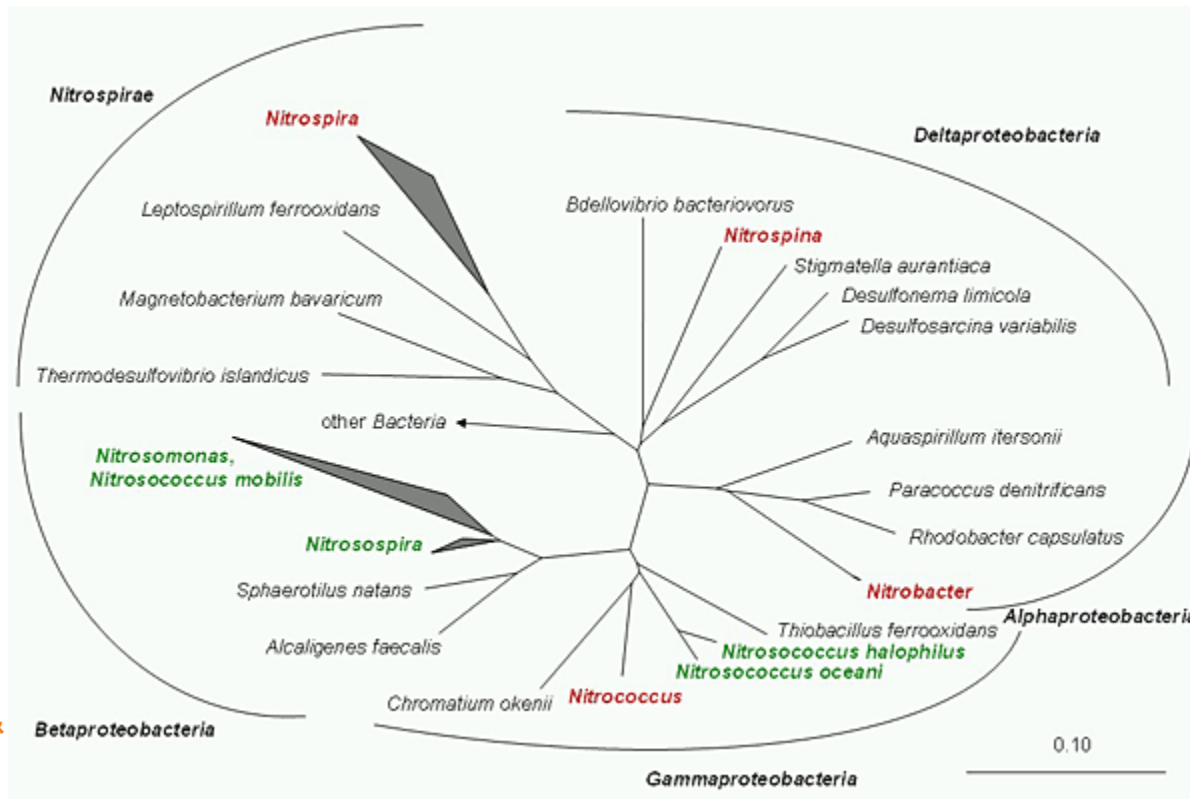 Nitrospirae
Nitrospira
Deltaproteobacteria
Leptospirillum ferrooxidans
Bdellovibrio bacteriovorus
Nitrospina
Stigmatella aurantiaca
Magnetobacterium bavaricum
Desulfonema limicola
Desulfosarcina variabilis
Thermodesulfovibrio islandicus
other Bacteria
Aquaspirillum itersonii
Nitrosomonas,
Nitrosococcus mobilis
Paracoccus denitrificans
Rhodobacter capsulatus
Nitrosospira
Sphaerotilus natans
Nitrobacter
Alphaproteobacteria
Thiobacillus ferrooxidans
Alcaligenes faecalis
Nitrosococcus halophilus
Nitrosococcus oceani
Chromatium okenii
Nitrococcus
Betaproteobacteria
0.10
Gammaproteobacteria